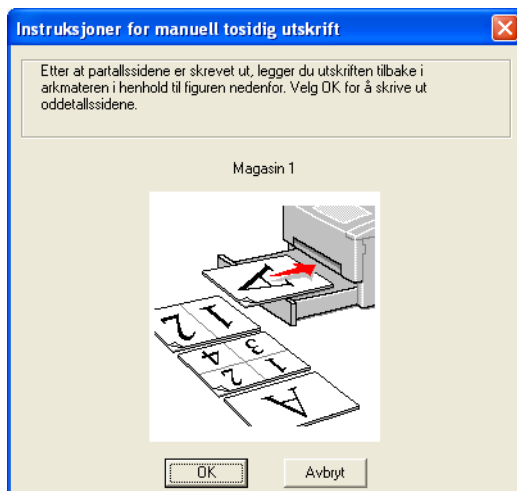 Instruksjoner for manuell tosidig utskrift
Etter at partallssidene er skrevet ut, legger du utskriften tilbake i
arkmateren i henhold til figuren nedenfor. Velg OK for å skrive ut
oddetallssidene.
Magasin 1
A
1 2
3 4
1 2
A
OK
Avbryt